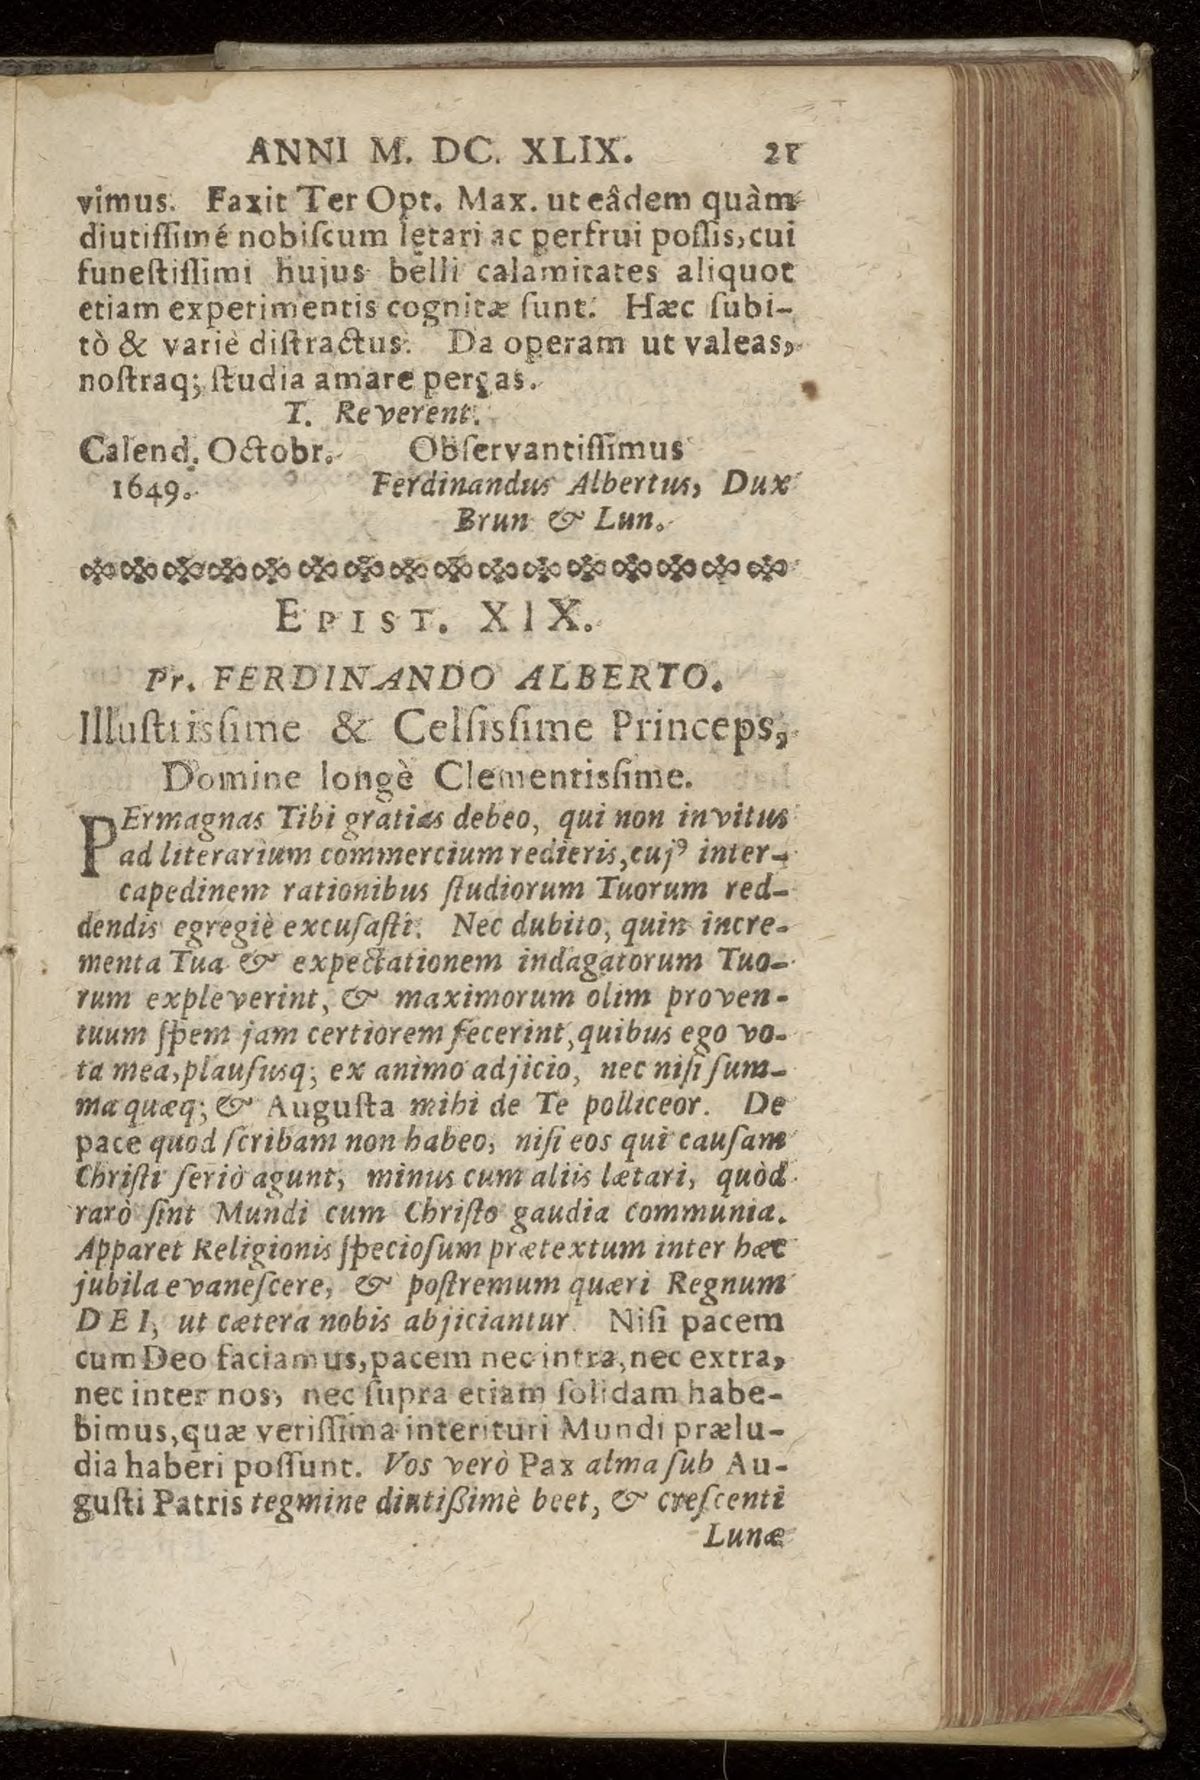 ANNI M. DC. XLIX. 21
vimus. Faxit Ter Opt. Max. ut eâdem quàm
diutiſſimé nobiſcum lętari ac perfrui poſſis, cui
funeſtiſſimi hujus belli calamitates aliquot
etiam experimentis cognitæ ſunt. Hæc ſubi-
tò & variè diſtractus. Da operam ut valeas,
noſtraq; ſtudia amare pergas.
T. Reverent.
Calend. Octobr. Obſervantiſſimus
1649. Ferdinandus Albertus, Dux
Brun & Lun.
EPIST. XIX.
Pr. FERDINANDO ALBERTO.
Illuſtrisſime & Celſisſime Princeps,
Domine longè Clementisſime.
PErmagnas Tibi gratias debeo, qui non invitus
ad literarium commercium redieris, cujꝰ inter-
capedinem rationibus ſtudiorum Tuorum red-
dendis egregiè excuſaſti. Nec dubito, quin incre-
menta Tua & expectationem indagatorum Tuo-
rum expleverint, & maximorum olim proven-
tuum ſpem jam certiorem fecerint, quibus ego vo-
ta mea, plauſusq; ex animo adjicio, nec niſi ſum-
ma quæq; & Auguſta mihi de Te polliceor. De
pace quod ſcribam non habeo, niſi eos qui cauſam
Chriſti ſeriò agunt, minus cum aliis lætari, quòd
rarò ſint Mundi cum Chriſto gaudia communia.
Apparet Religionis ſpecioſum prætextum inter hæc
jubila evaneſcere, & poſtremum quæri Regnum
DEI, ut cætera nobis abjiciantur. Niſi pacem
cum Deo faciamus, pacem nec intra, nec extra,
nec inter nos, nec ſupra etiam ſolidam habe-
bimus, quæ veriſſima interituri Mundi prælu-
dia haberi poſſunt. Vos verò Pax alma ſub Au-
guſti Patris tegmine diutißimè beet, & creſcenti
Lunæ